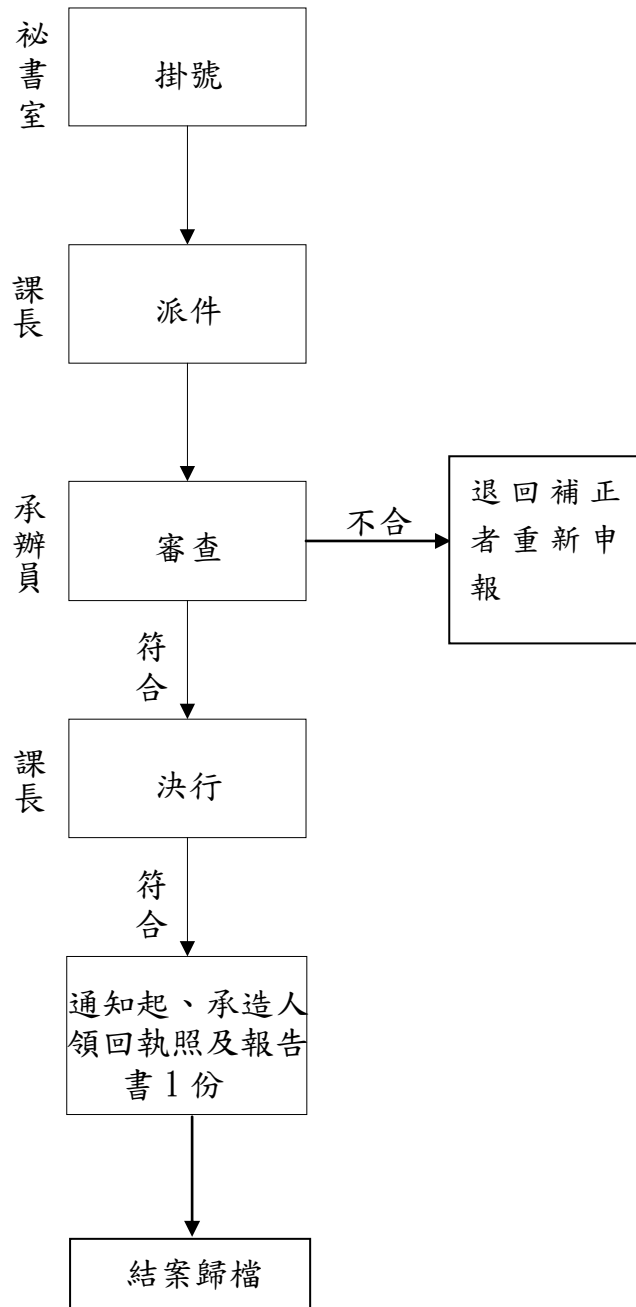 祕書室
掛號
課長
派件
承辦員
審查
不合
退回補正
者重新申
報
符合
課長
決行
符合
通知起、承造人
領回執照及報告
書1份
結案歸檔